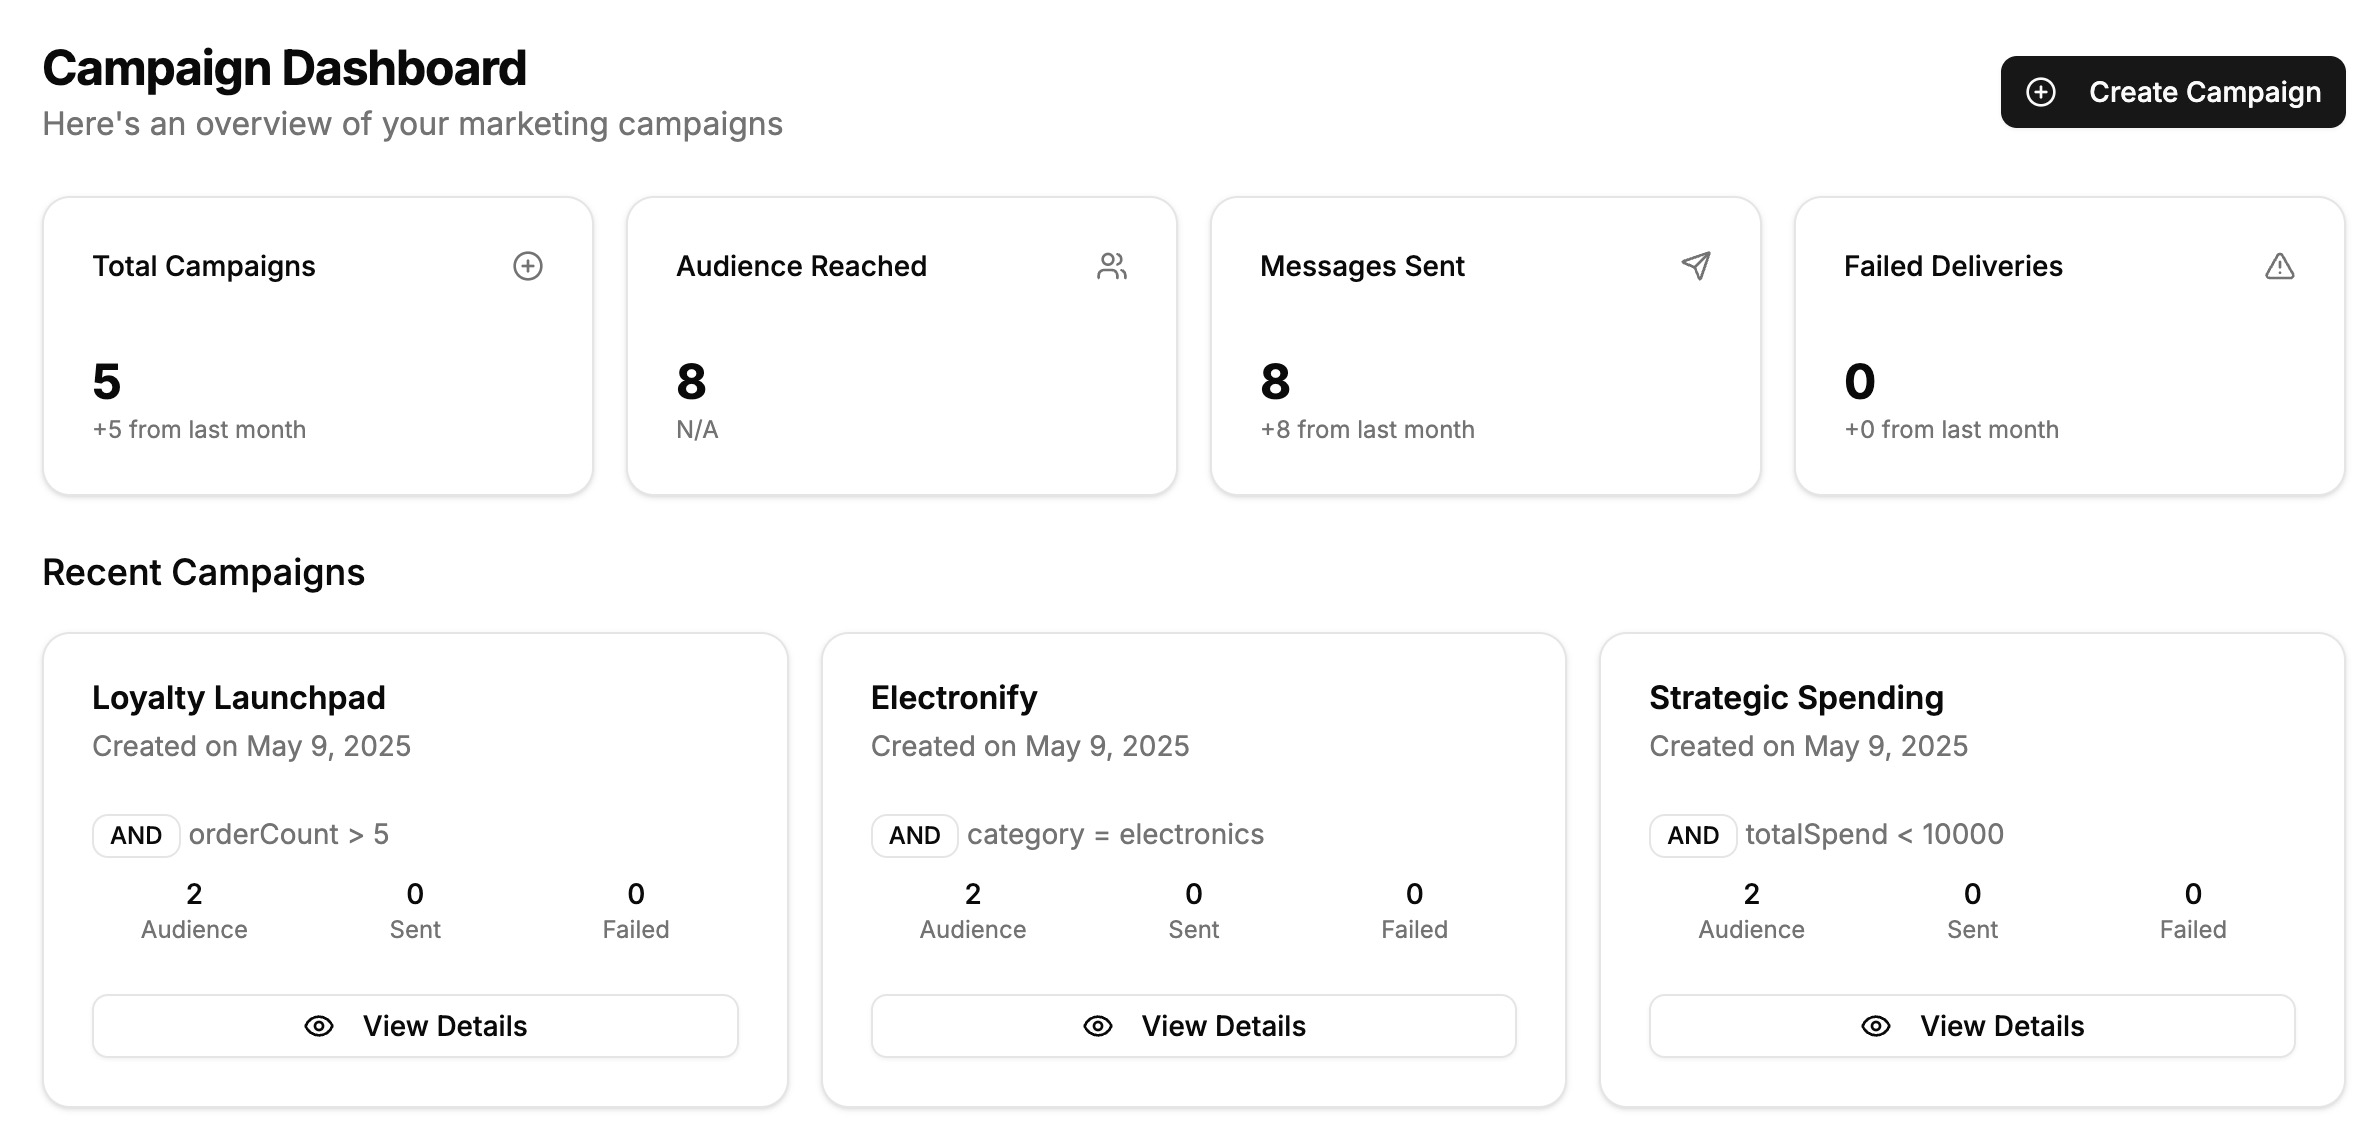 Campaign Dashboard
Here's an overview of your marketing campaigns
Create Campaign
Total Campaigns
5
+5 from last month
Audience Reached
8
N/A
Messages Sent
8
+8 from last month
Failed Deliveries
0
+0 from last month
Recent Campaigns
Loyalty Launchpad
Created on May 9, 2025
AND orderCount > 5
2 0 0
Audience Sent Failed
View Details
Electronify
Created on May 9, 2025
AND category = electronics
2 0 0
Audience Sent Failed
View Details
Strategic Spending
Created on May 9, 2025
AND totalSpend < 10000
2 0 0
Audience Sent Failed
View Details